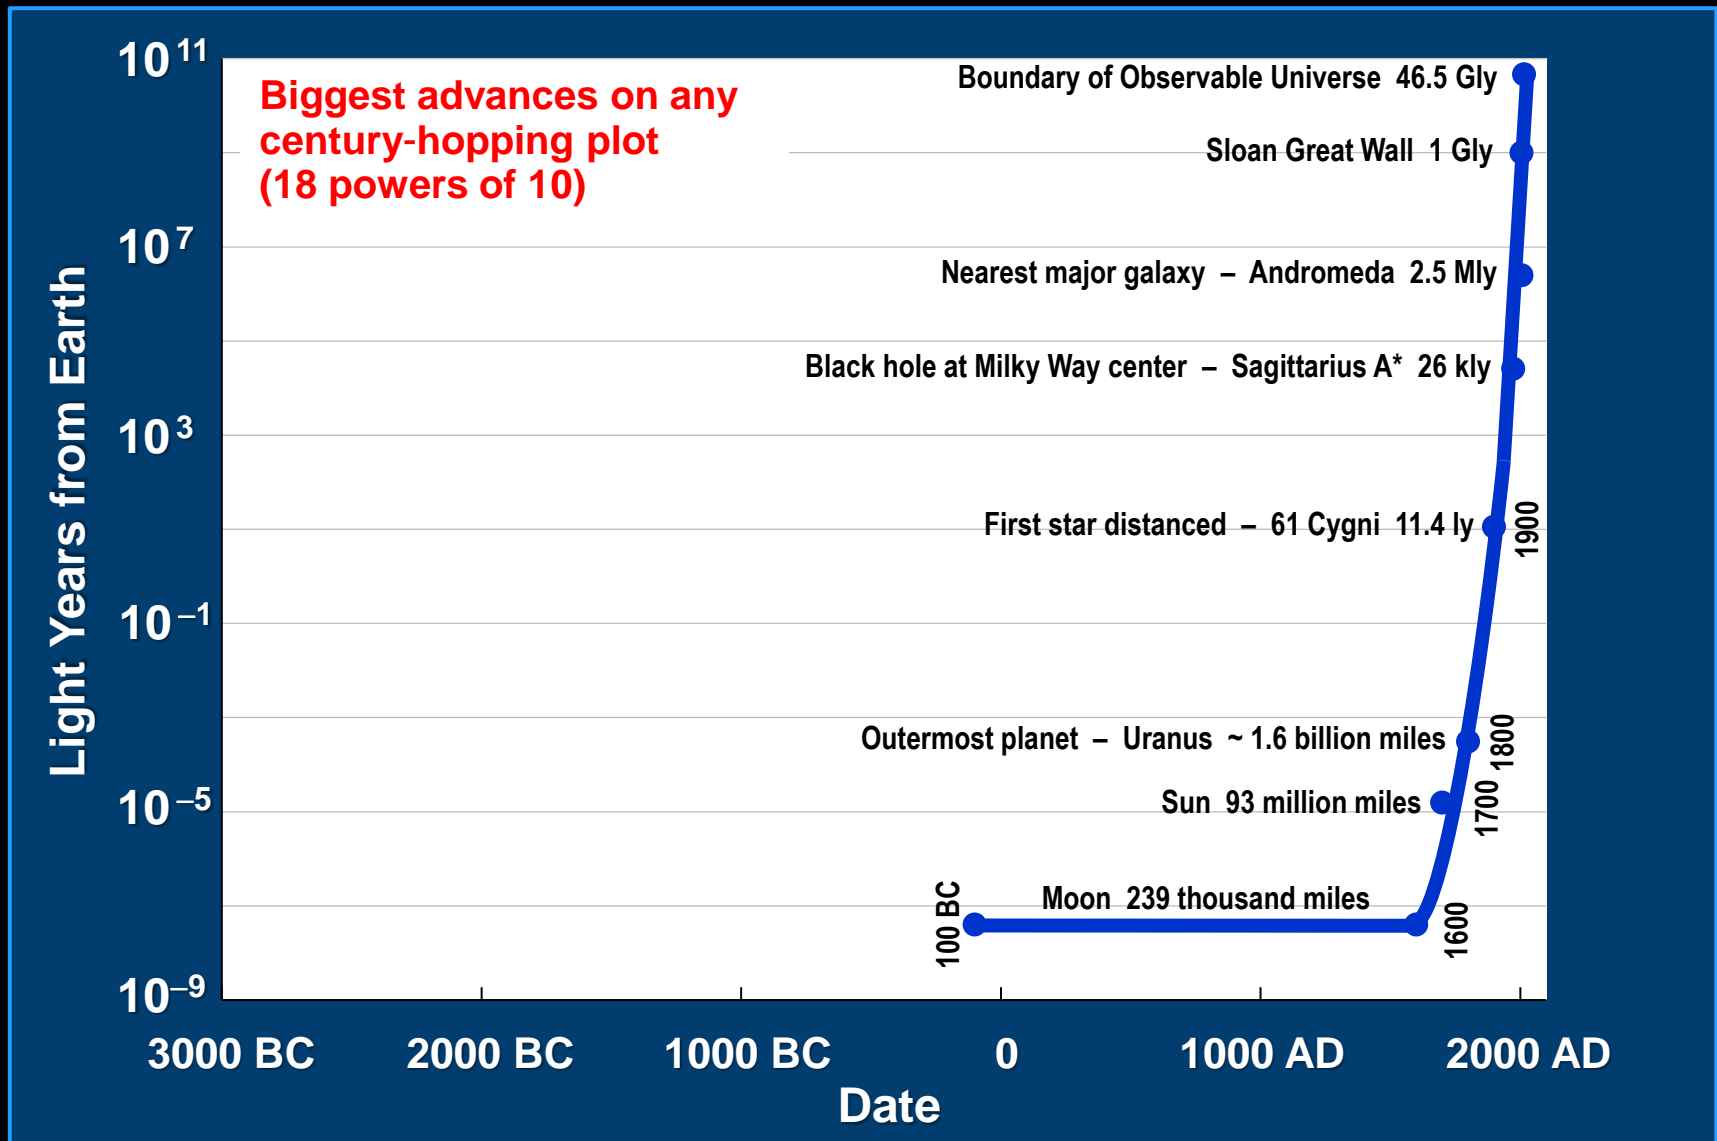 10¹¹
Biggest advances on any
century-hopping plot
(18 powers of 10)
Boundary of Observable Universe 46.5 Gly
Sloan Great Wall 1 Gly
10⁷
Nearest major galaxy – Andromeda 2.5 Mly
Black hole at Milky Way center – Sagittarius A* 26 kly
10³
First star distanced – 61 Cygni 11.4 ly
1900
10⁻¹
Outermost planet – Uranus ~ 1.6 billion miles
1800
Sun 93 million miles
1700
10⁻⁵
Moon 239 thousand miles
100 BC
1600
10⁻⁹
Light Years from Earth
3000 BC 2000 BC 1000 BC 0 1000 AD 2000 AD
Date